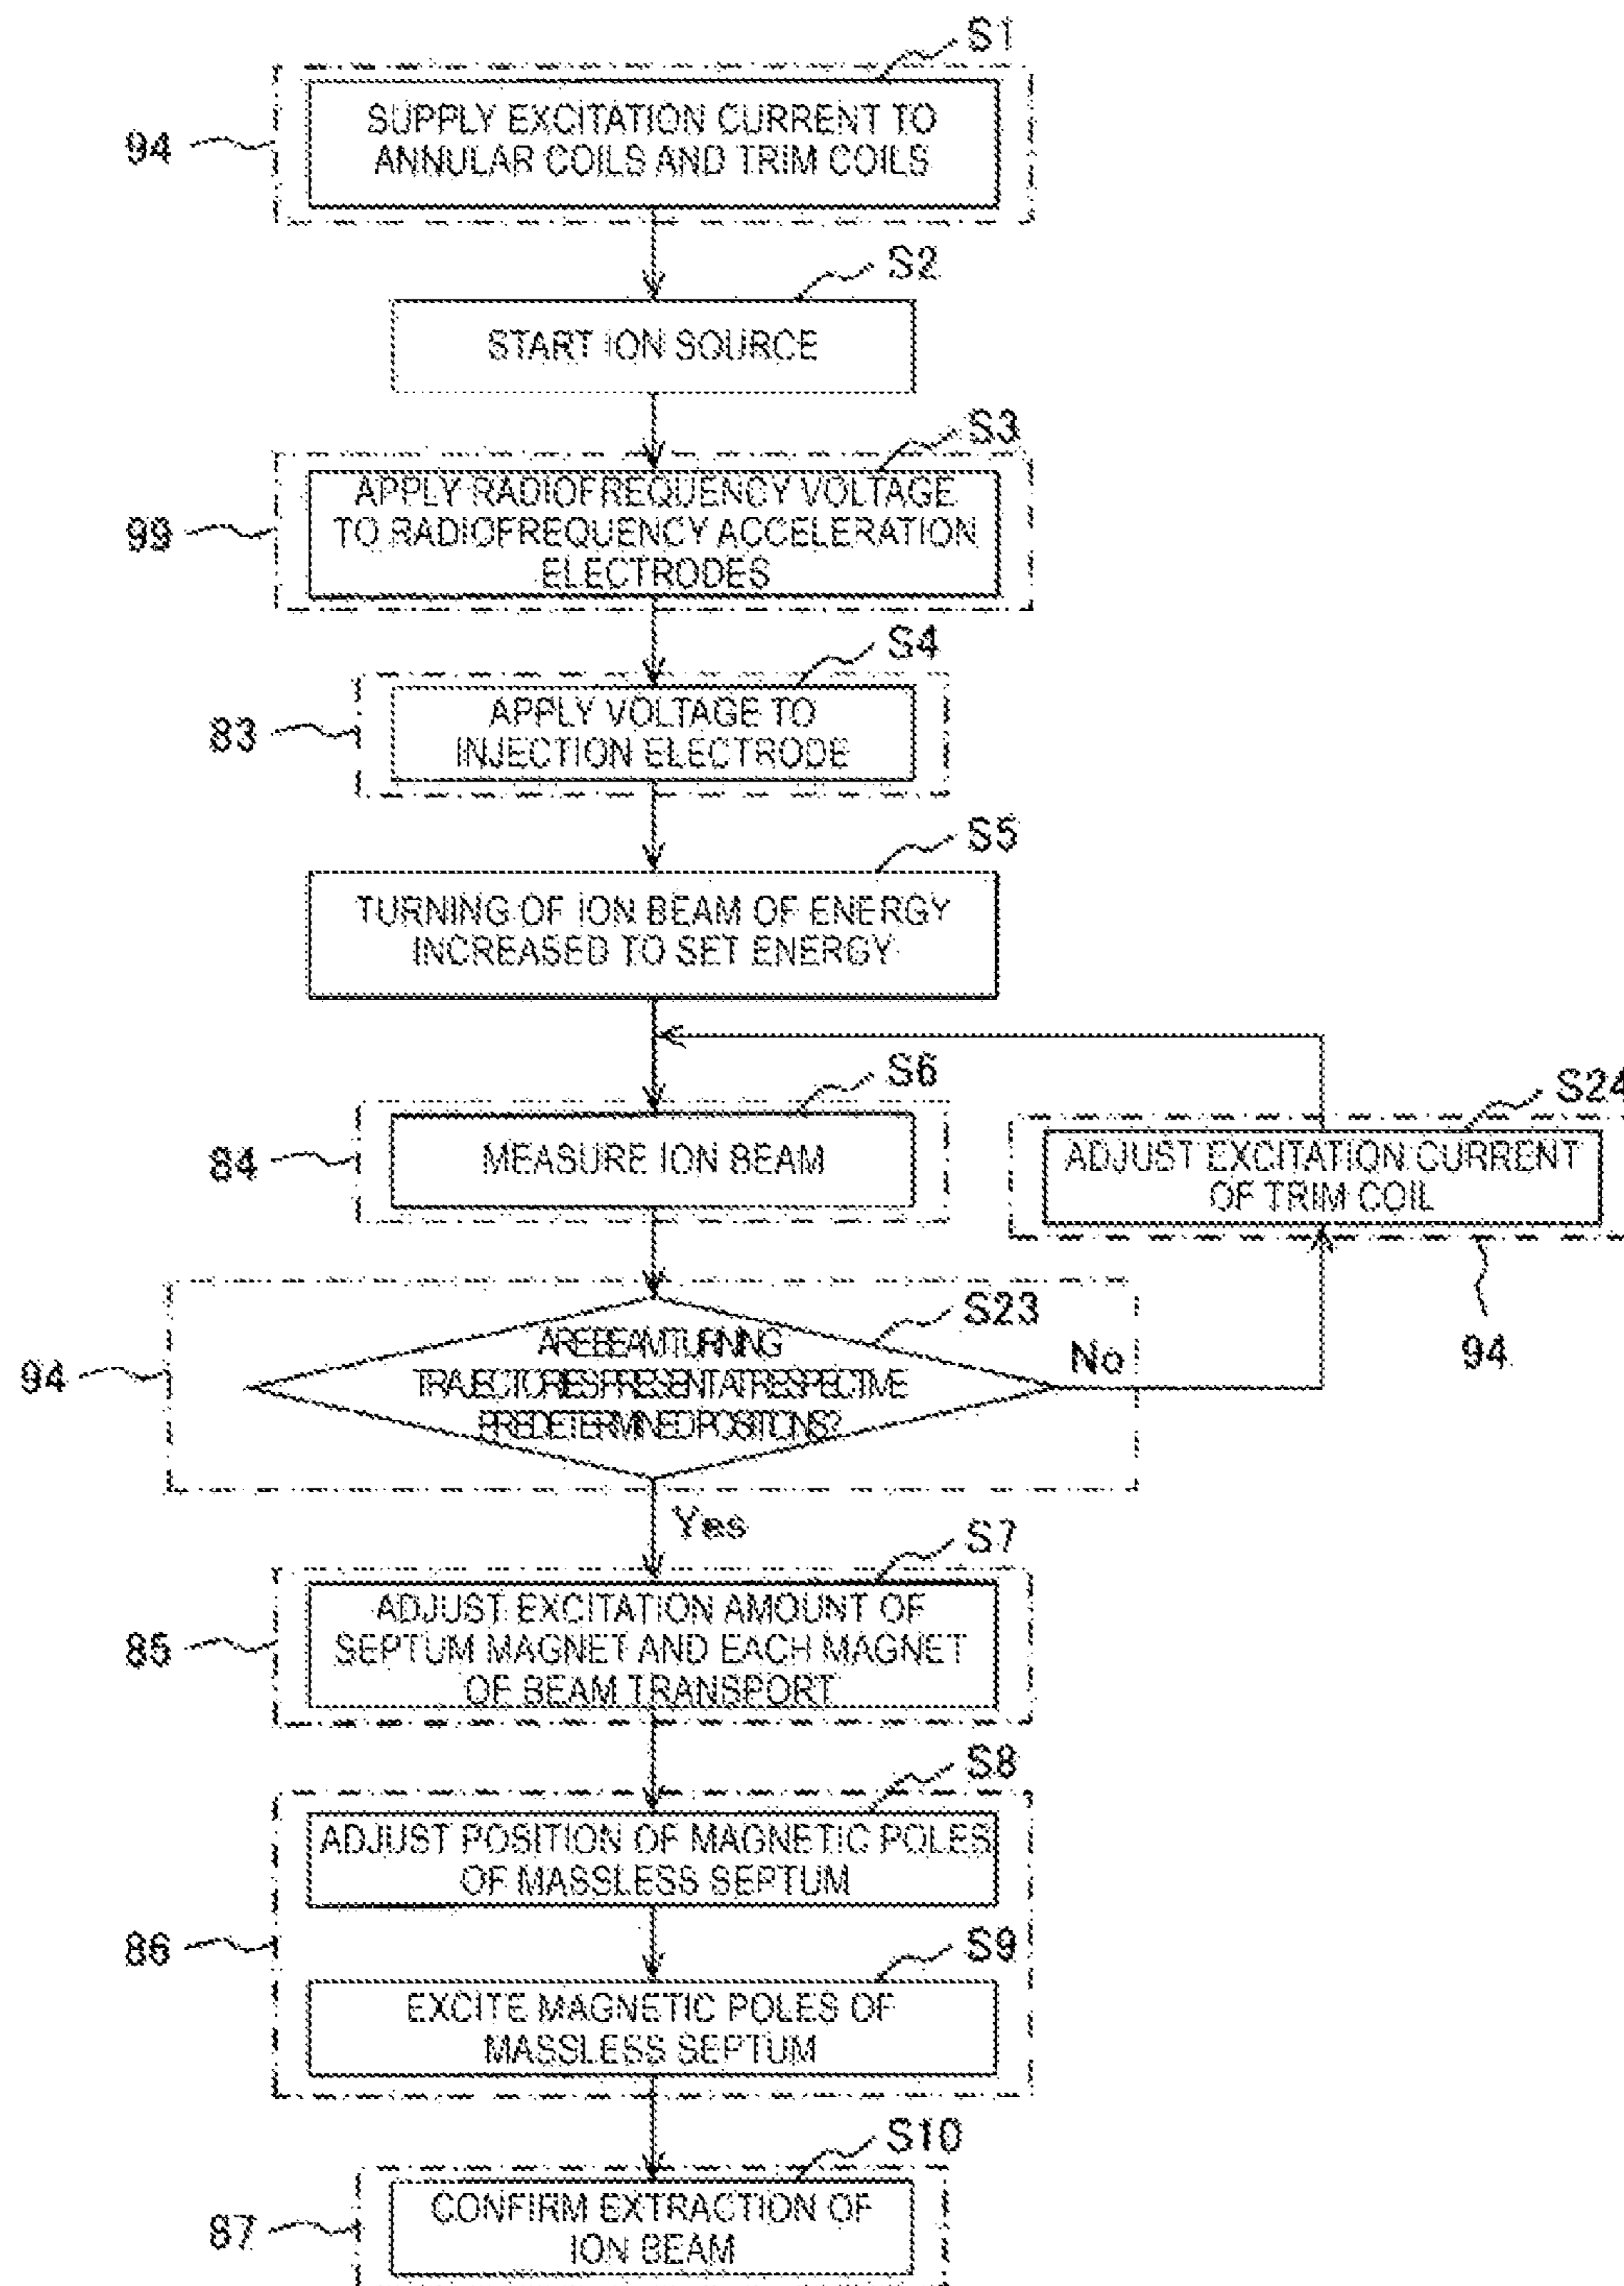 S1
94
SUPPLY EXCITATION CURRENT TO
ANNULAR COILS AND TRIM COILS
S2
START ION SOURCE
S3
99
APPLY RADIOFREQUENCY VOLTAGE
TO RADIOFREQUENCY ACCELERATION
ELECTRODES
S4
83
APPLY VOLTAGE TO
INJECTION ELECTRODE
S5
TURNING OF ION BEAM OF ENERGY
INCREASED TO SET ENERGY
S6
84
MEASURE ION BEAM
S24
ADJUST EXCITATION CURRENT
OF TRIM COIL
94
S23
94
ARE BEAM TURNING
TRAJECTORIES PRESENT AT RESPECTIVE
PREDETERMINED POSITIONS?
No
Yes
S7
85
ADJUST EXCITATION AMOUNT OF
SEPTUM MAGNET AND EACH MAGNET
OF BEAM TRANSPORT
S8
ADJUST POSITION OF MAGNETIC POLES
OF MASSLESS SEPTUM
86
S9
EXCITE MAGNETIC POLES OF
MASSLESS SEPTUM
S10
87
CONFIRM EXTRACTION OF
ION BEAM